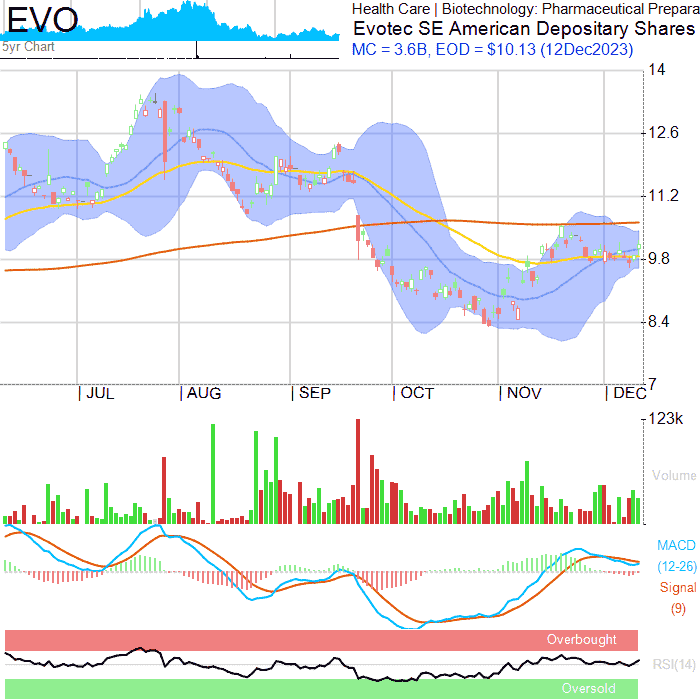 EVO
5yr Chart
Health Care | Biotechnology: Pharmaceutical Prepara
Evotec SE American Depositary Shares
MC = 3.6B, EOD = $10.13 (12Dec2023)
14
12.6
11.2
9.8
8.4
7
JUL
AUG
SEP
OCT
NOV
DEC
123k
Volume
MACD
(12-26)
Signal
(9)
Overbought
RSI(14)
Oversold